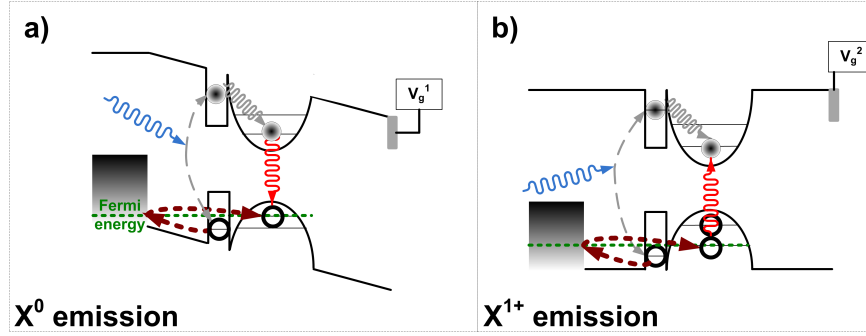 a)
V_g^1
Fermi
energy
X^0 emission
b)
V_g^2
X^1+ emission